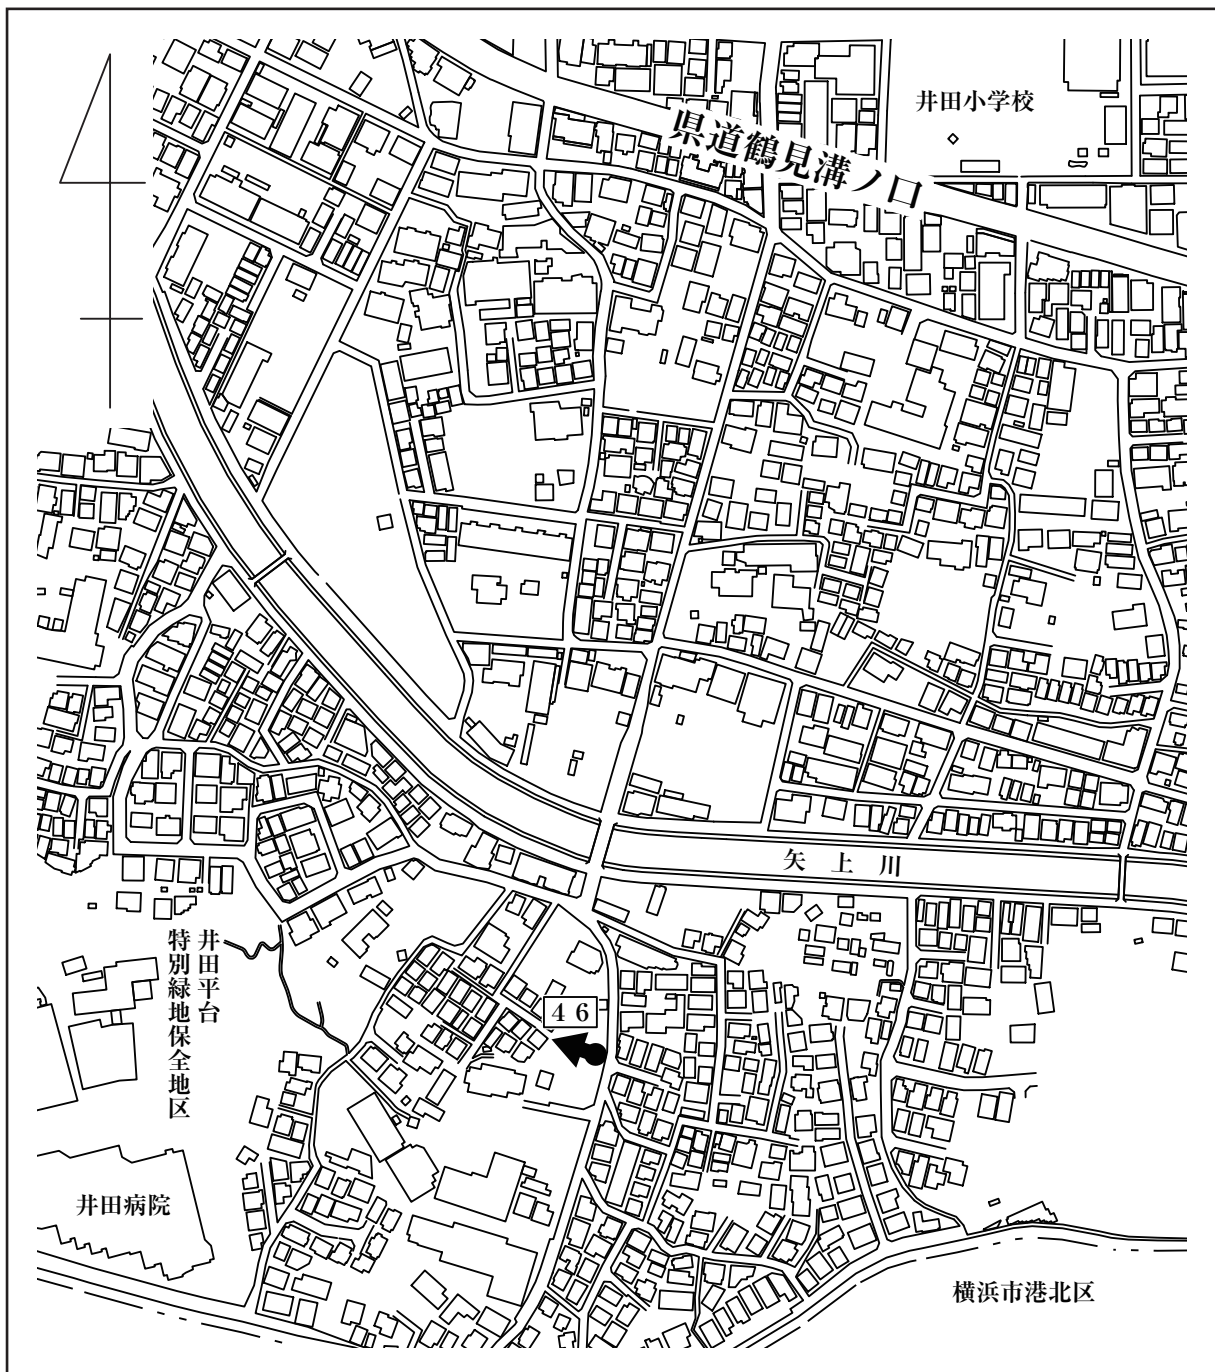 井田小学校
県道鶴見溝ノ口
矢上川
井田平台
特別緑地保全地区
46
井田病院
横浜市港北区